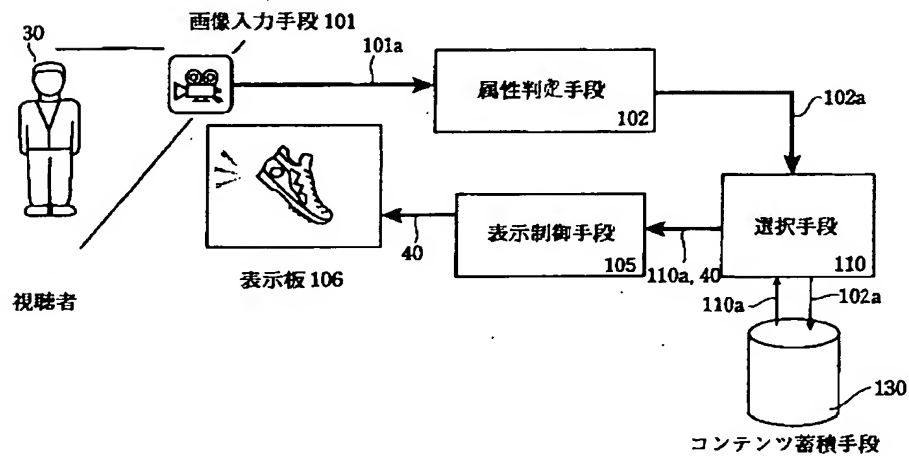 画像入力手段 101
30
101a
属性判定手段
102
102a
選択手段
110
表示制御手段
105
40
110a, 40
表示板 106
視聴者
110a
102a
130
コンテンツ蓄積手段